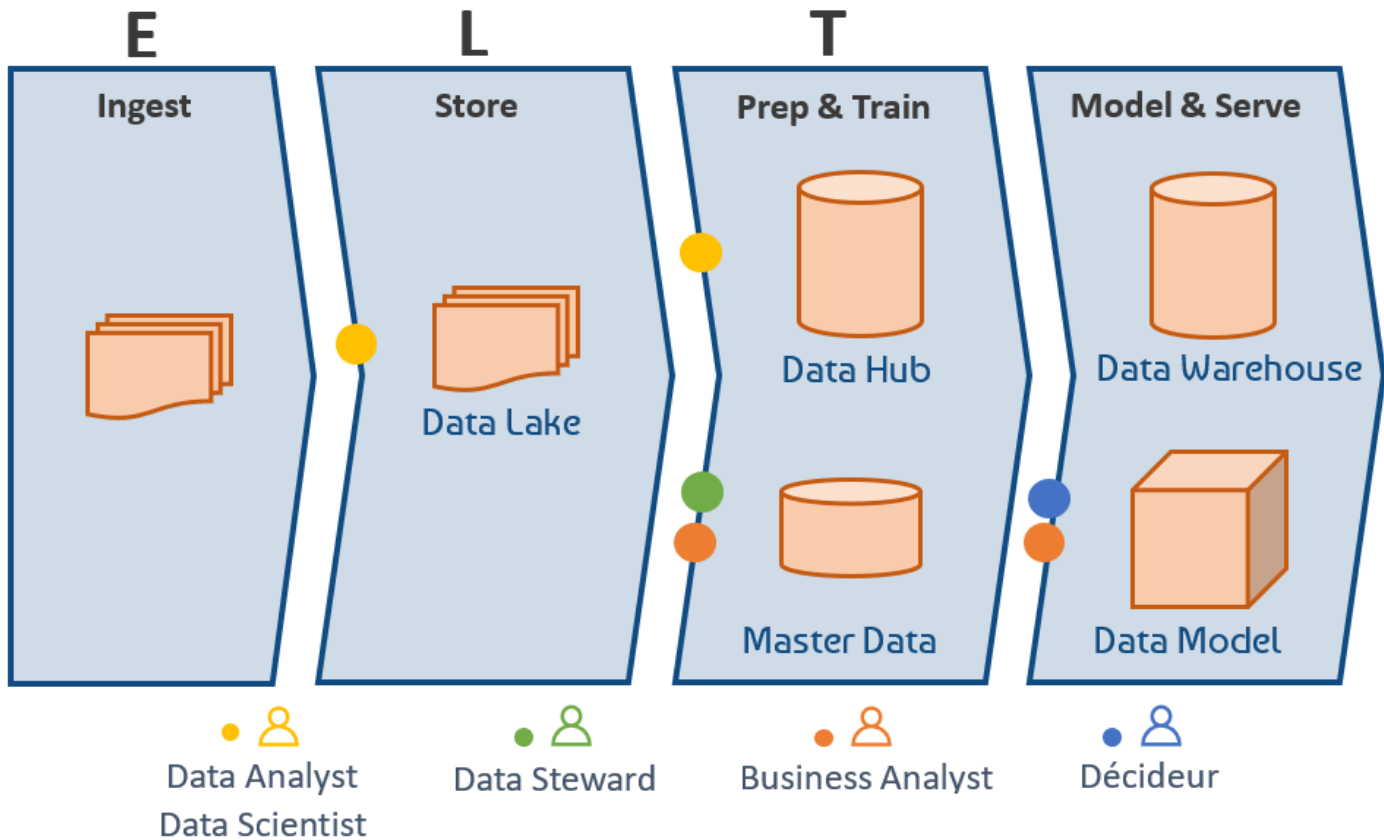 E
L
T
Ingest
Store
Prep & Train
Model & Serve
Data Hub
Data Warehouse
Data Lake
Master Data
Data Model
Data Analyst
Data Scientist
Data Steward
Business Analyst
Décideur